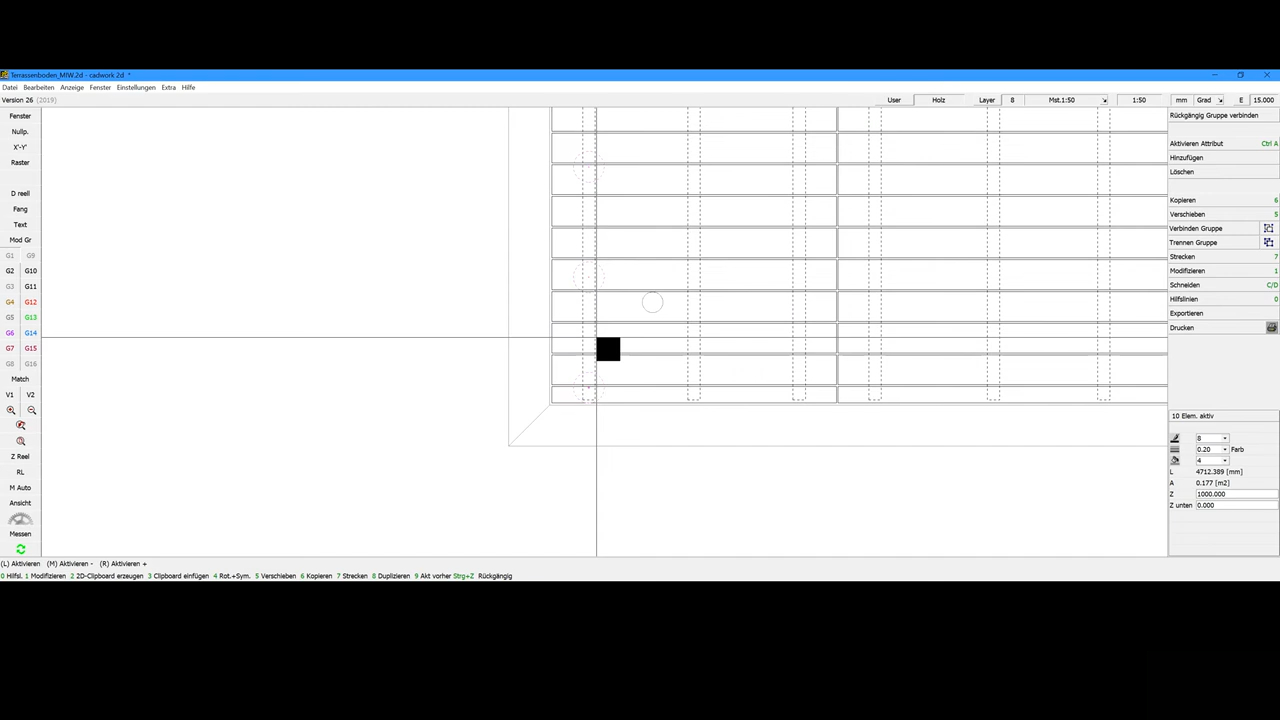 Terrassenboden_MIW.2d - cadwork 2d *
Datei Bearbeiten Anzeige Fenster Einstellungen Extra Hilfe
Version 26 (2019)
User Holz Layer 8 Mst.1:50 1:50 mm Grad E 15.000
Fenster
Nullp.
X'-Y'
Raster
D reell
Fang
Text
Mod Gr
G1 G9
G2 G10
G3 G11
G4 G12
G5 G13
G6 G14
G7 G15
G8 G16
Match
V1 V2
Z Reel
RL
M Auto
Ansicht
Messen
Rückgängig Gruppe verbinden
Aktivieren Attribut Ctrl A
Hinzufügen
Löschen
Kopieren 6
Verschieben 5
Verbinden Gruppe
Trennen Gruppe
Strecken 7
Modifizieren 1
Schneiden C/D
Hilfslinien 0
Exportieren
Drucken
10 Elem. aktiv
8
0.20 Farb
4
L 4712.389 [mm]
A 0.177 [m2]
Z 1000.000
Z unten 0.000
(L) Aktivieren (M) Aktivieren - (R) Aktivieren +
0 Hilfsl. 1 Modifizieren 2 2D-Clipboard erzeugen 3 Clipboard einfügen 4 Rot.+Sym. 5 Verschieben 6 Kopieren 7 Strecken 8 Duplizieren 9 Akt vorher Strg+Z Rückgängig